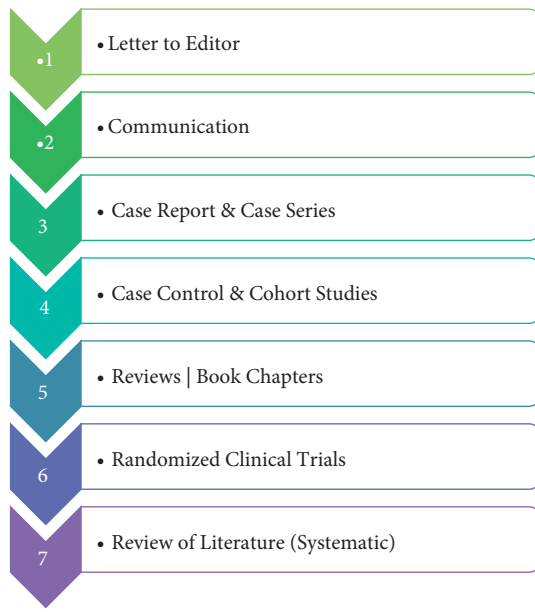 •1 • Letter to Editor
•2 • Communication
3 • Case Report & Case Series
4 • Case Control & Cohort Studies
5 • Reviews | Book Chapters
6 • Randomized Clinical Trials
7 • Review of Literature (Systematic)